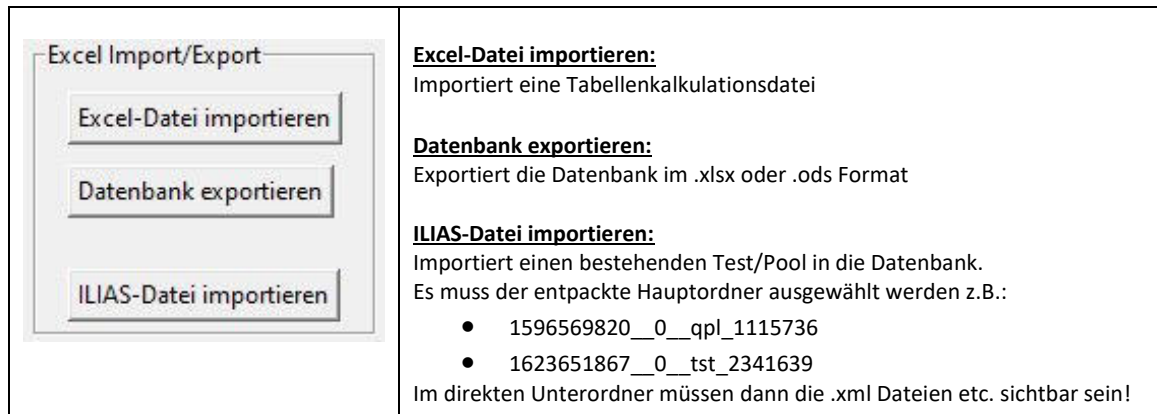 Excel Import/Export
Excel-Datei importieren
Datenbank exportieren
ILIAS-Datei importieren
Excel-Datei importieren:
Importiert eine Tabellenkalkulationsdatei
Datenbank exportieren:
Exportiert die Datenbank im .xlsx oder .ods Format
ILIAS-Datei importieren:
Importiert einen bestehenden Test/Pool in die Datenbank.
Es muss der entpackte Hauptordner ausgewählt werden z.B.:
• 1596569820__0__qpl_1115736
• 1623651867__0__tst_2341639
Im direkten Unterordner müssen dann die .xml Dateien etc. sichtbar sein!